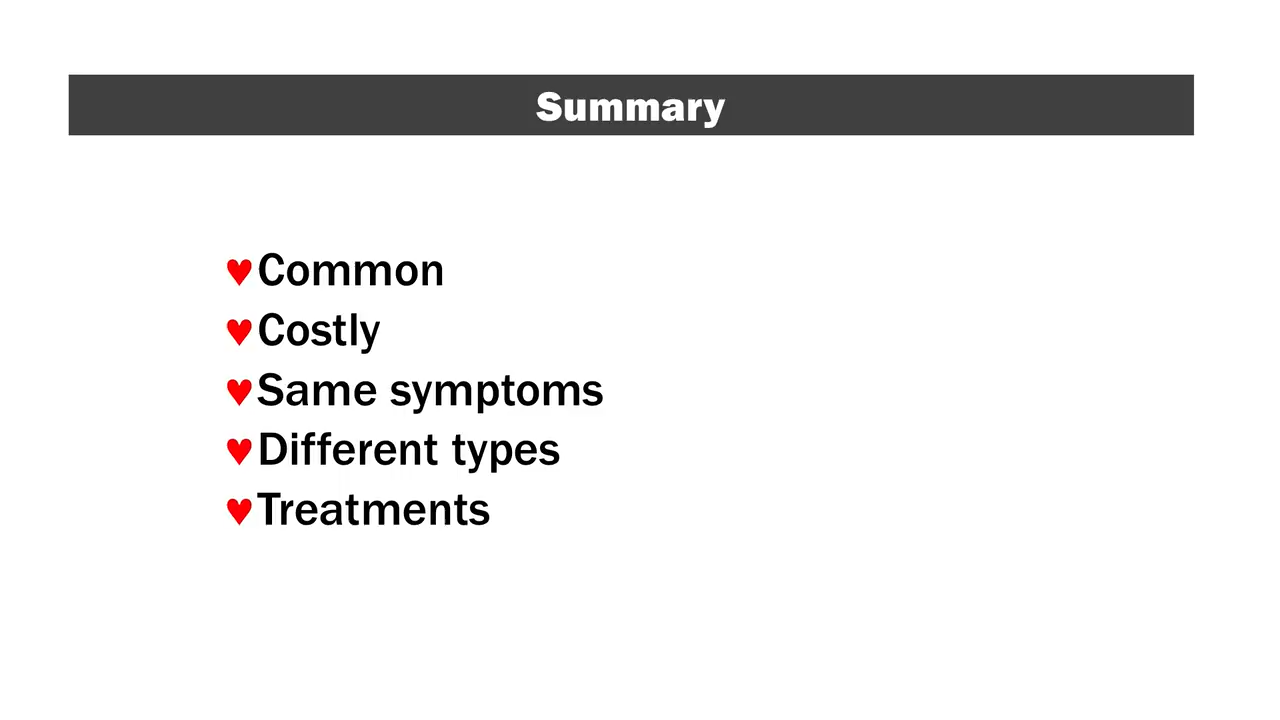 Summary
♥Common
♥Costly
♥Same symptoms
♥Different types
♥Treatments